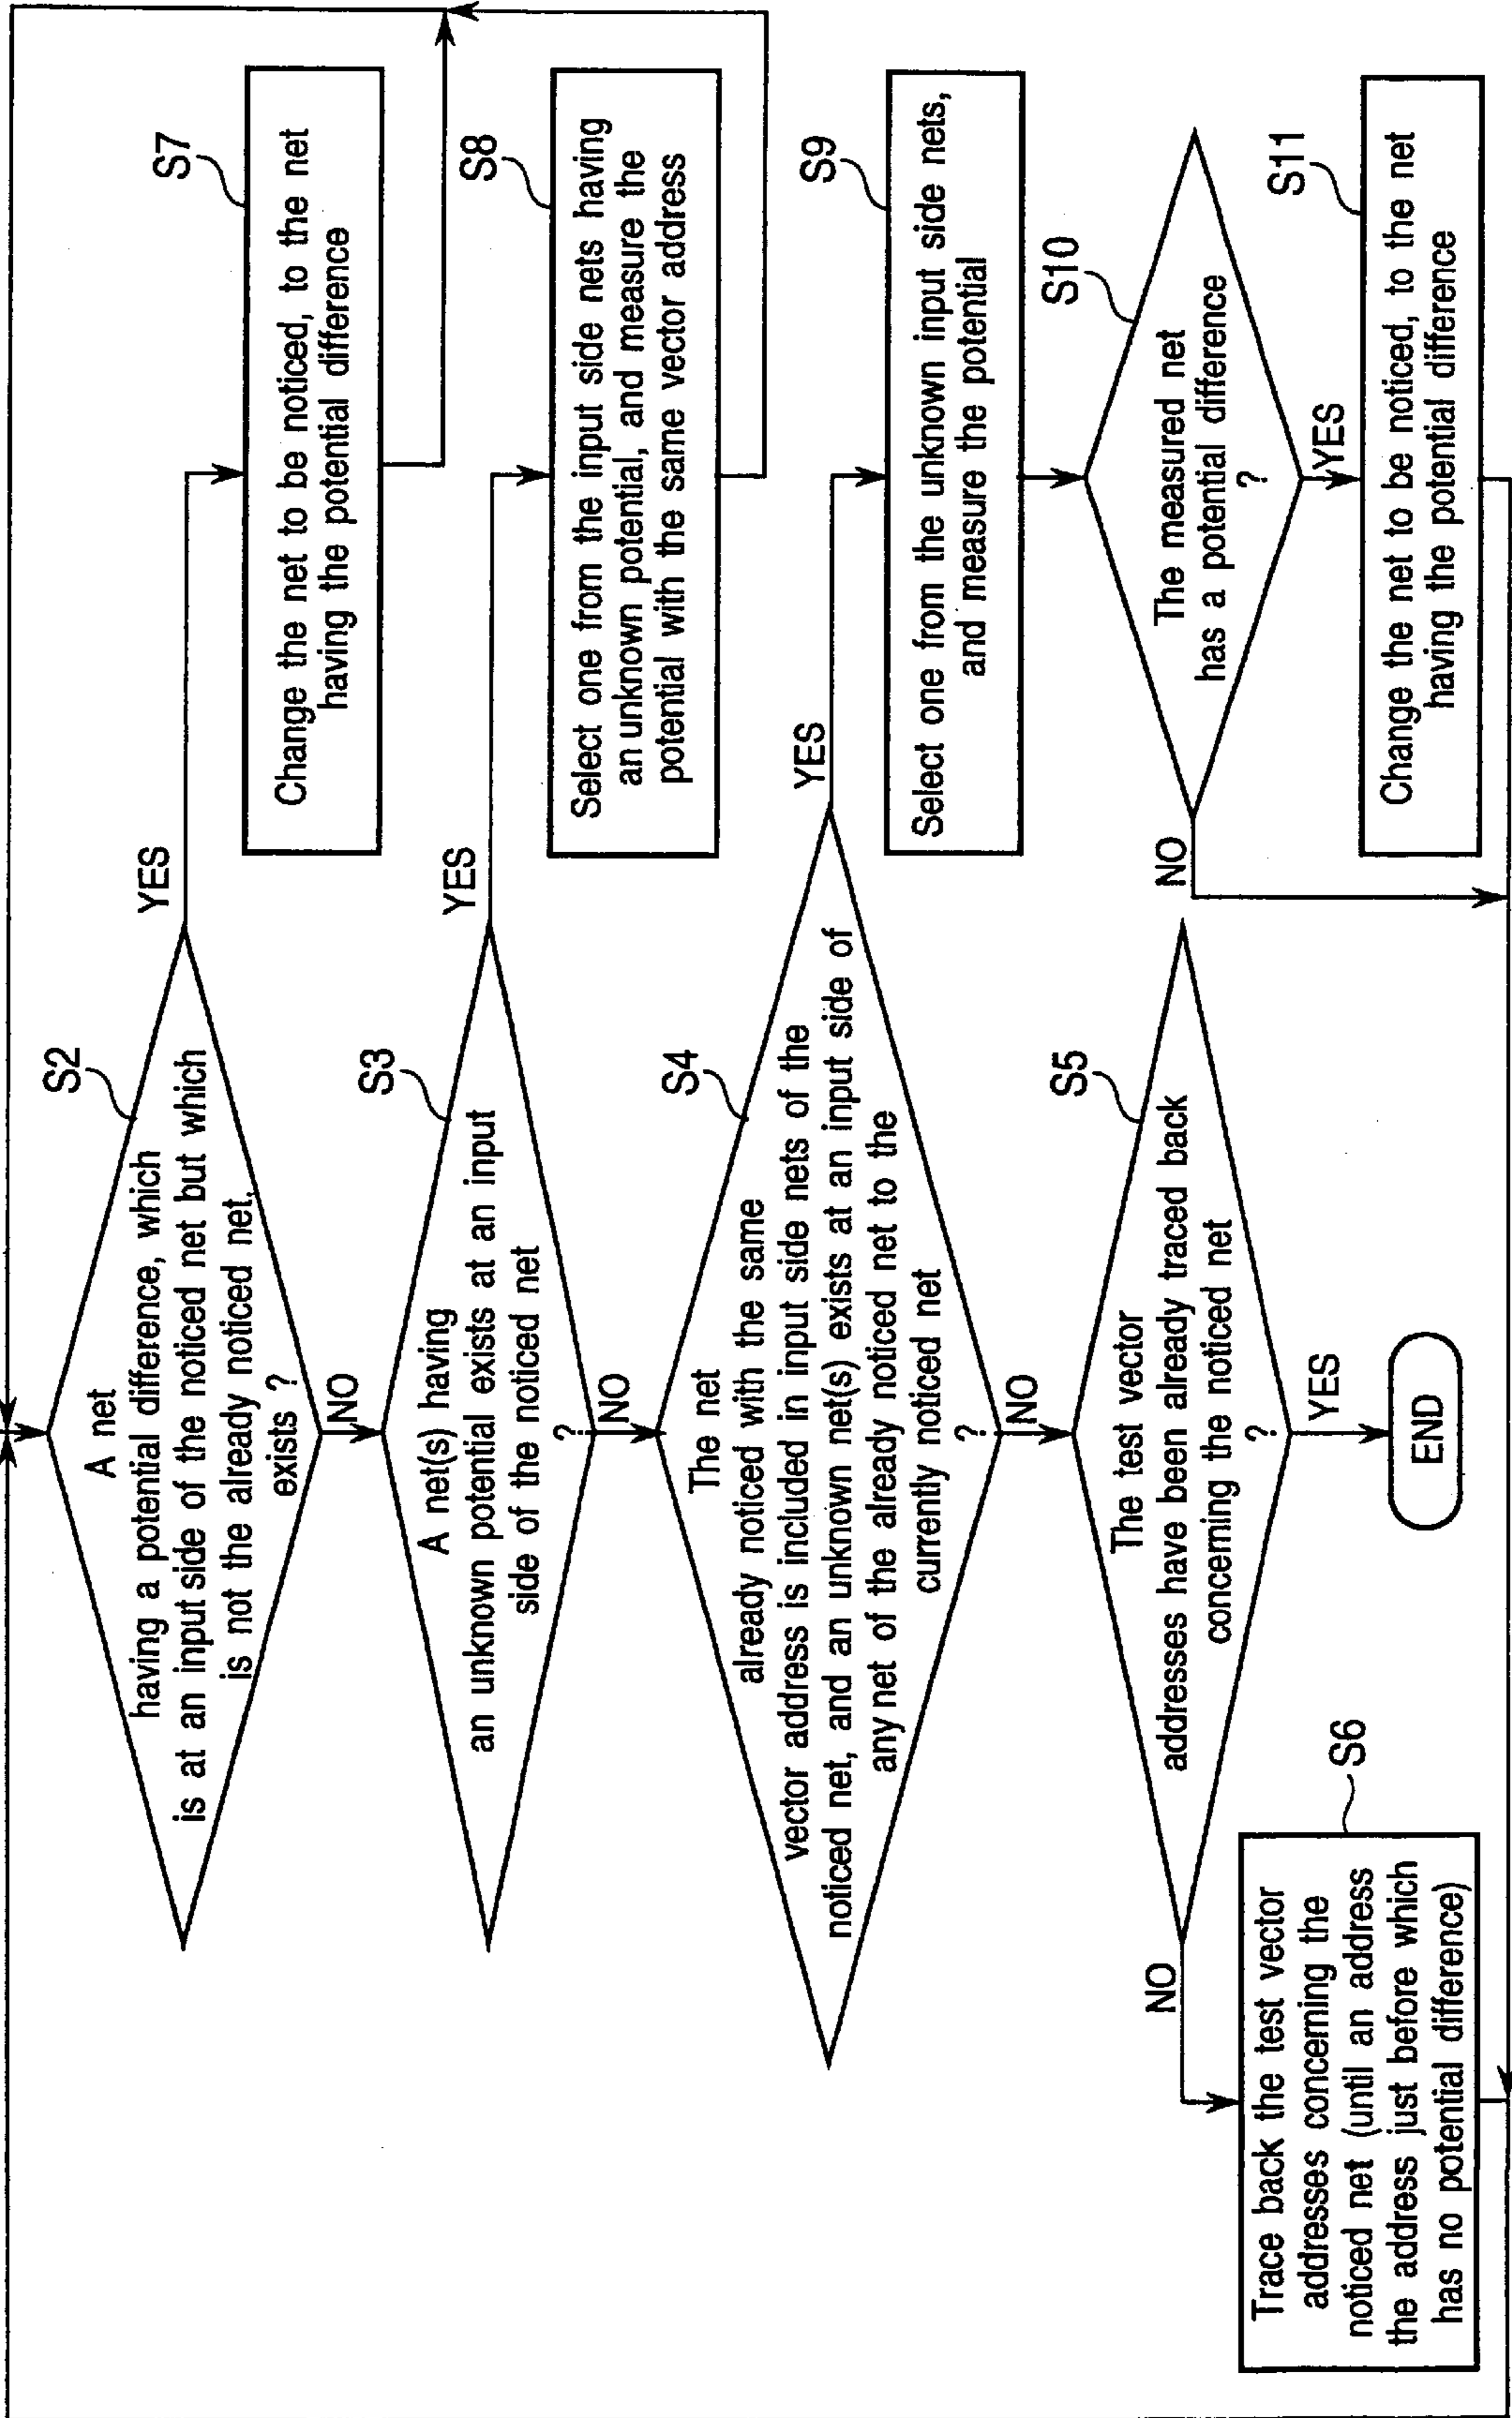 S2
A net
having a potential difference, which
is at an input side of the noticed net but which
is not the already noticed net,
exists ?
YES
NO
S7
Change the net to be noticed, to the net
having the potential difference
S3
A net(s) having
an unknown potential exists at an input
side of the noticed net
?
YES
NO
S8
Select one from the input side nets having
an unknown potential, and measure the
potential with the same vector address
S4
The net
already noticed with the same
vector address is included in input side nets of the
noticed net, and an unknown net(s) exists at an input side of
any net of the already noticed net to the
currently noticed net
?
YES
NO
S9
Select one from the unknown input side nets,
and measure the potential
S10
The measured net
has a potential difference
?
NO
YES
S11
Change the net to be noticed, to the net
having the potential difference
S5
The test vector
addresses have been already traced back
concerning the noticed net
?
NO
YES
END
S6
Trace back the test vector
addresses concerning the
noticed net (until an address
the address just before which
has no potential difference)